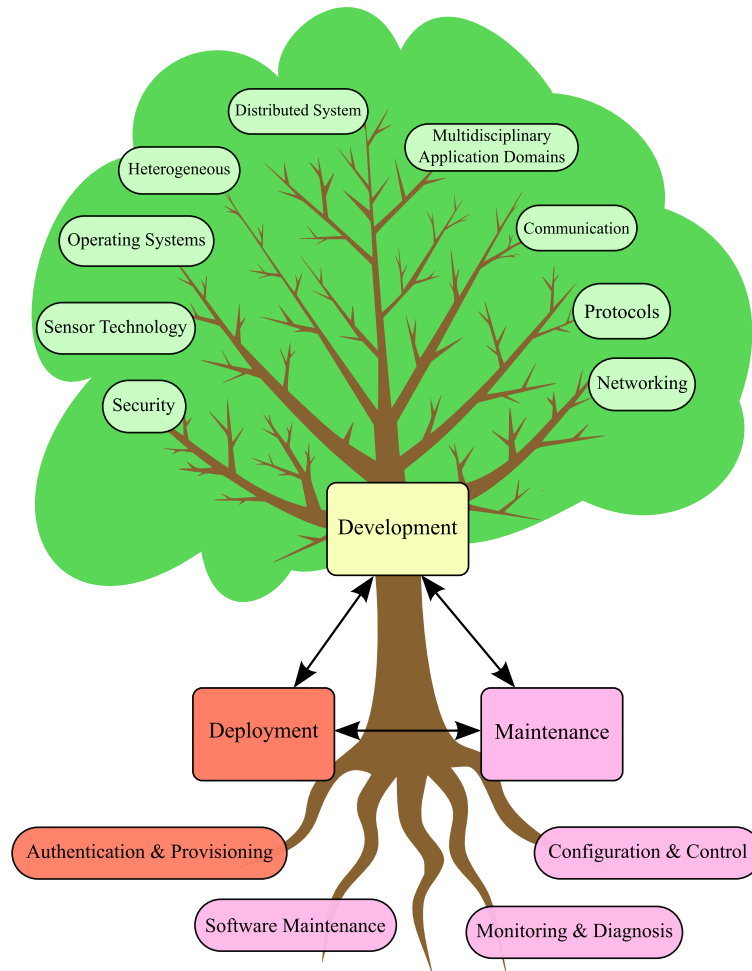 Distributed System
Multidisciplinary
Application Domains
Heterogeneous
Operating Systems
Communication
Sensor Technology
Protocols
Security
Networking
Development
Deployment
Maintenance
Authentication & Provisioning
Configuration & Control
Software Maintenance
Monitoring & Diagnosis